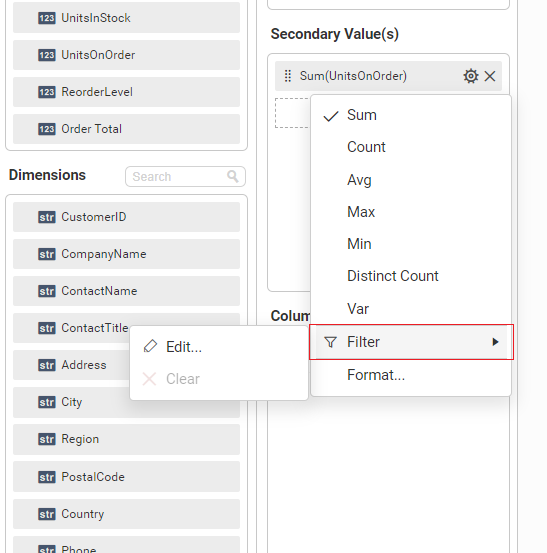 123 UnitsInStock
123 UnitsOnOrder
123 ReorderLevel
123 Order Total
Dimensions
Search
str CustomerID
str CompanyName
str ContactName
str ContactTitle
str Address
str City
str Region
str PostalCode
str Country
str Phone
Edit...
Clear
Secondary Value(s)
Sum(UnitsOnOrder)
Sum
Count
Avg
Max
Min
Distinct Count
Var
Colum
Filter
Format...